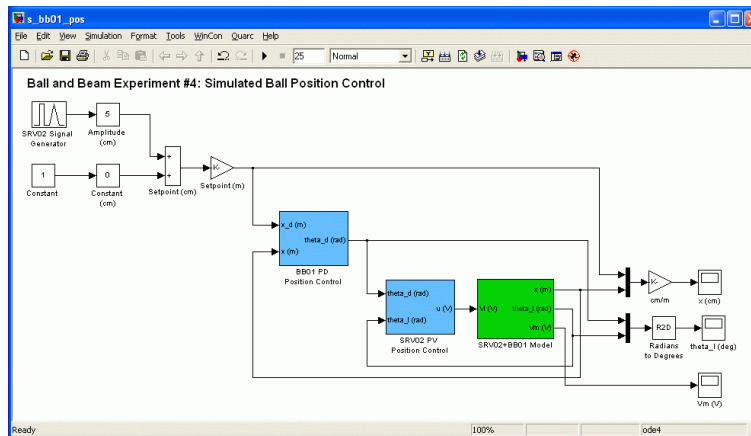 s_bb01_pos
File Edit View Simulation Format Tools WinCon Quarc Help
25 Normal
Ball and Beam Experiment #4: Simulated Ball Position Control
SRV02 Signal
Generator
5
Amplitude
(cm)
1
Constant
0
Constant
(cm)
+
+
Setpoint (cm)
K-
Setpoint (m)
x_d (m)
theta_d (rad)
x (m)
BB01 PD
Position Control
theta_d (rad)
u (V)
theta_l (rad)
SRV02 PV
Position Control
x (m)
Vl (V)
theta_l (rad)
Vm (V)
SRV02+BB01 Model
K-
cm/m
x (cm)
R2D
Radians
to Degrees
theta_l (deg)
Vm (V)
Ready 100% ode4